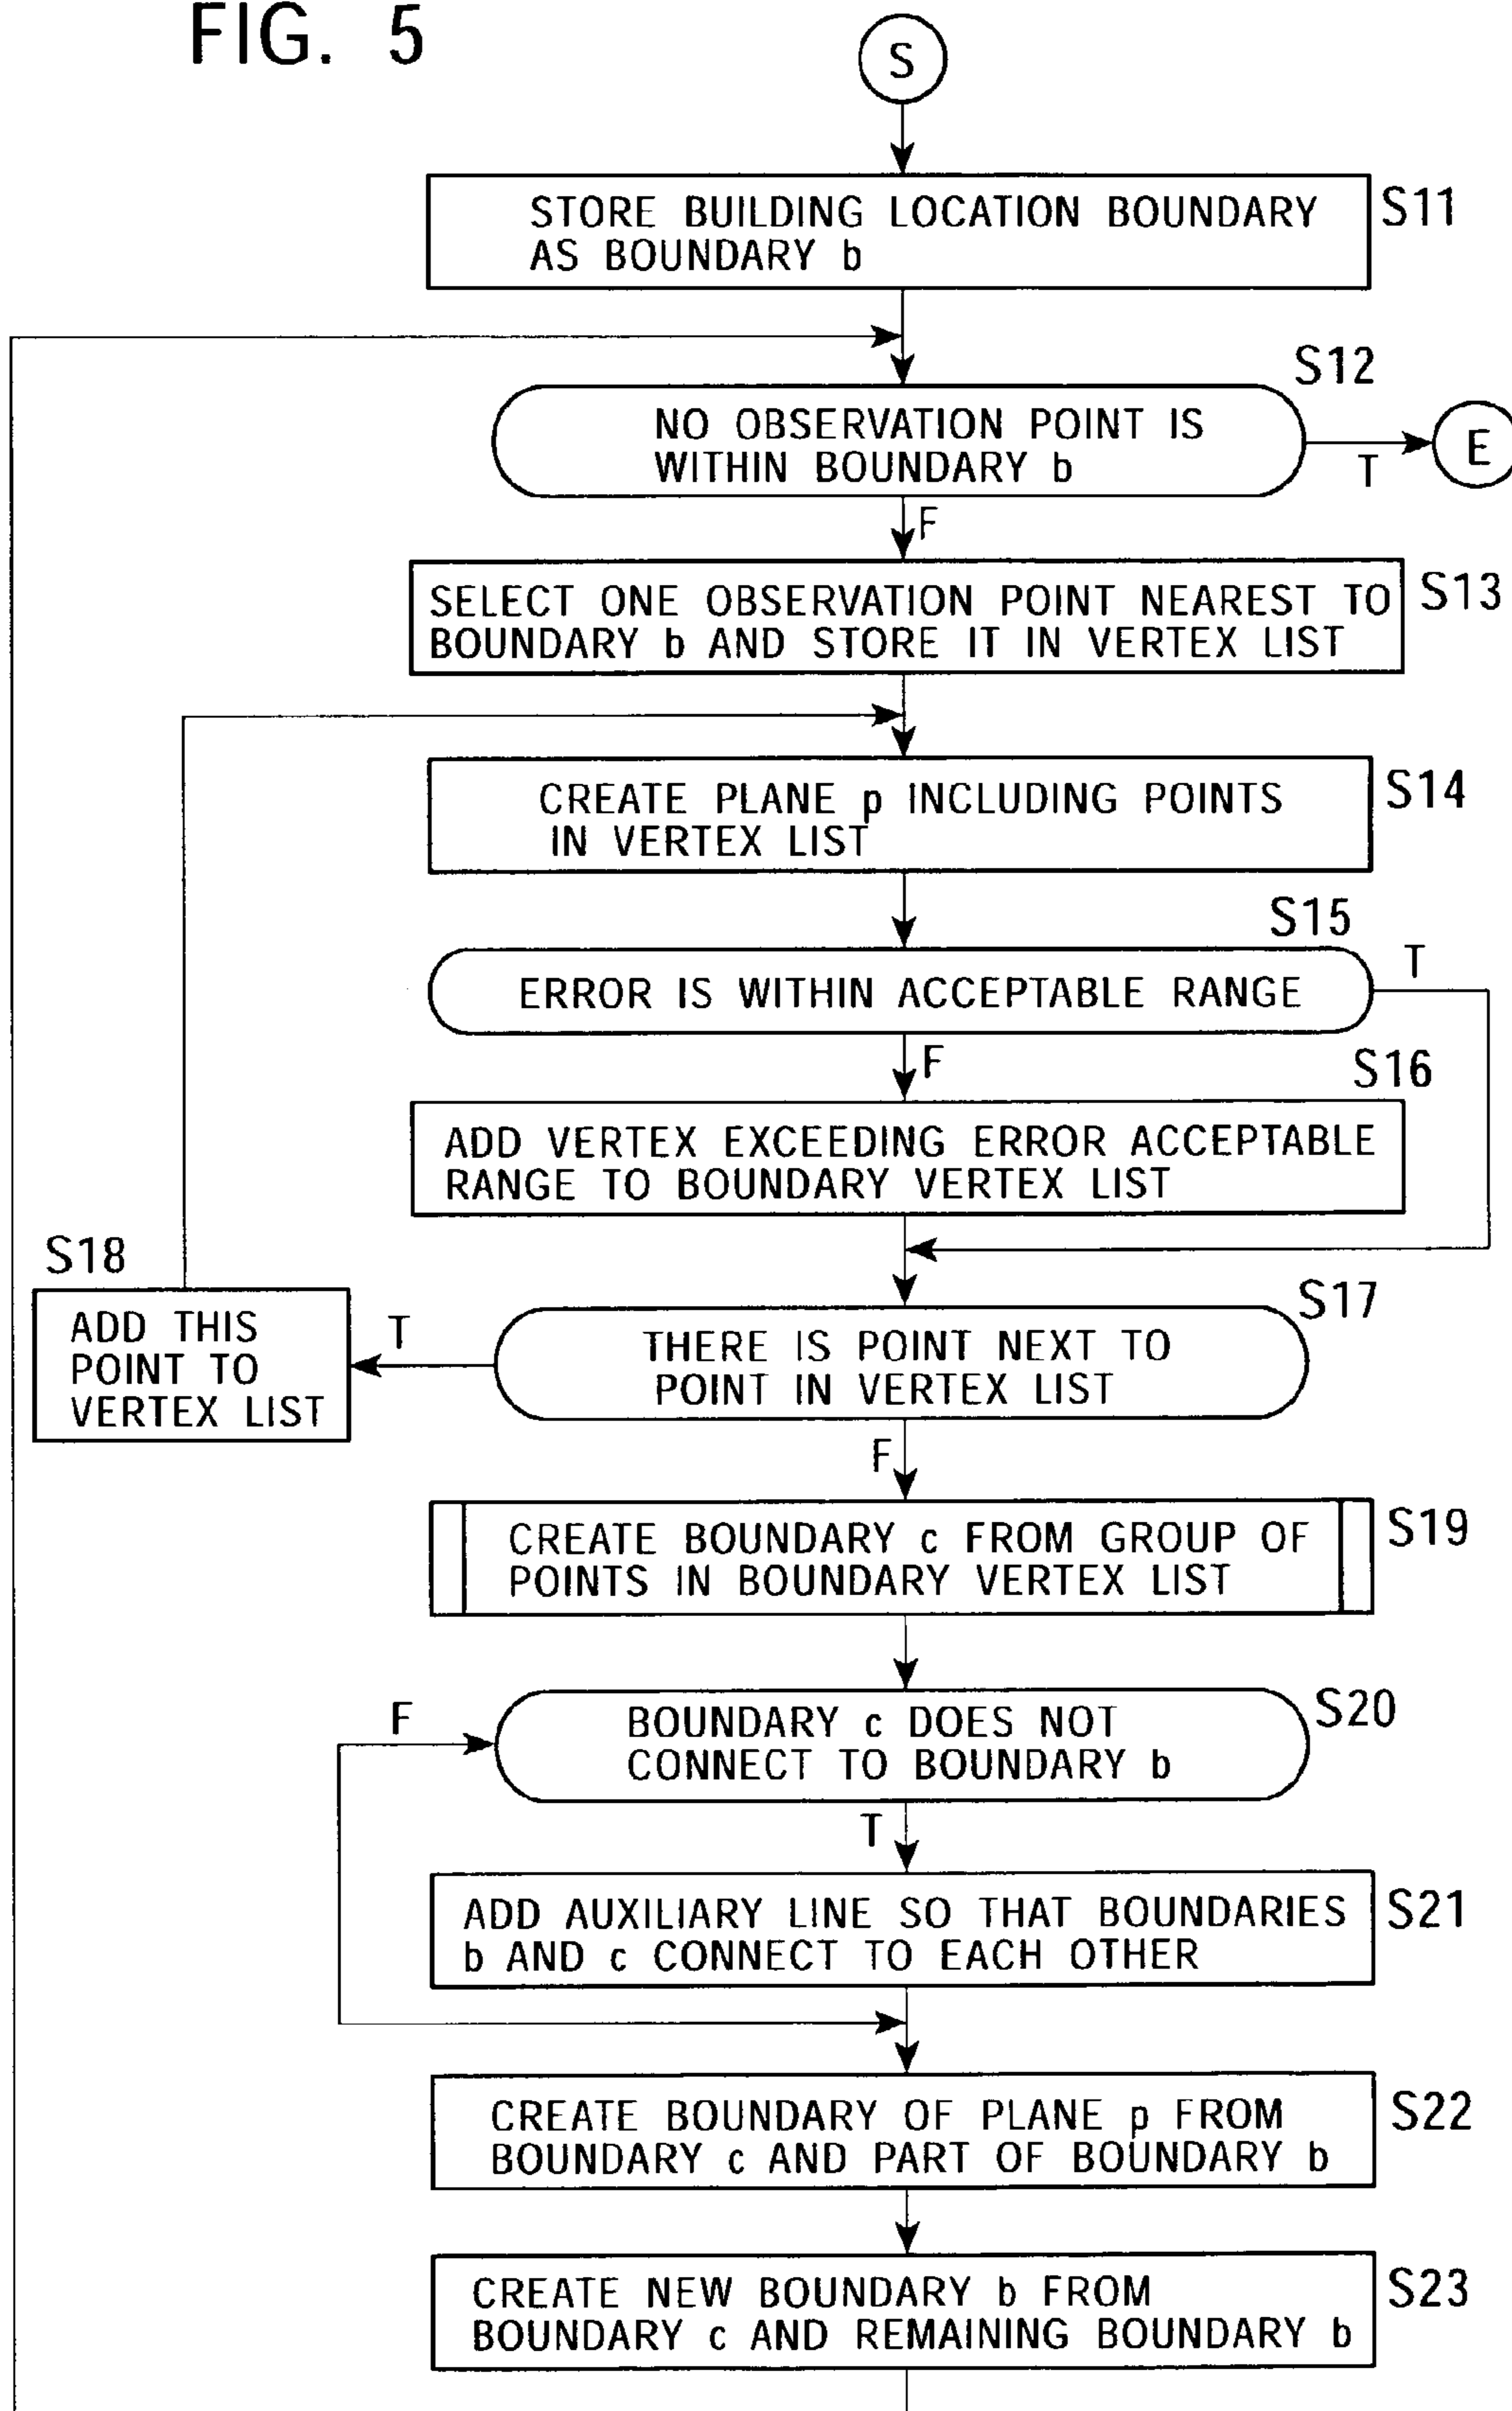 FIG. 5
S
STORE BUILDING LOCATION BOUNDARY
AS BOUNDARY b
S11
S12
NO OBSERVATION POINT IS
WITHIN BOUNDARY b
T
E
F
SELECT ONE OBSERVATION POINT NEAREST TO
BOUNDARY b AND STORE IT IN VERTEX LIST
S13
CREATE PLANE p INCLUDING POINTS
IN VERTEX LIST
S14
S15
ERROR IS WITHIN ACCEPTABLE RANGE
T
F
S16
ADD VERTEX EXCEEDING ERROR ACCEPTABLE
RANGE TO BOUNDARY VERTEX LIST
S18
ADD THIS
POINT TO
VERTEX LIST
T
S17
THERE IS POINT NEXT TO
POINT IN VERTEX LIST
F
CREATE BOUNDARY c FROM GROUP OF
POINTS IN BOUNDARY VERTEX LIST
S19
F
BOUNDARY c DOES NOT
CONNECT TO BOUNDARY b
S20
T
ADD AUXILIARY LINE SO THAT BOUNDARIES
b AND c CONNECT TO EACH OTHER
S21
CREATE BOUNDARY OF PLANE p FROM
BOUNDARY c AND PART OF BOUNDARY b
S22
CREATE NEW BOUNDARY b FROM
BOUNDARY c AND REMAINING BOUNDARY b
S23